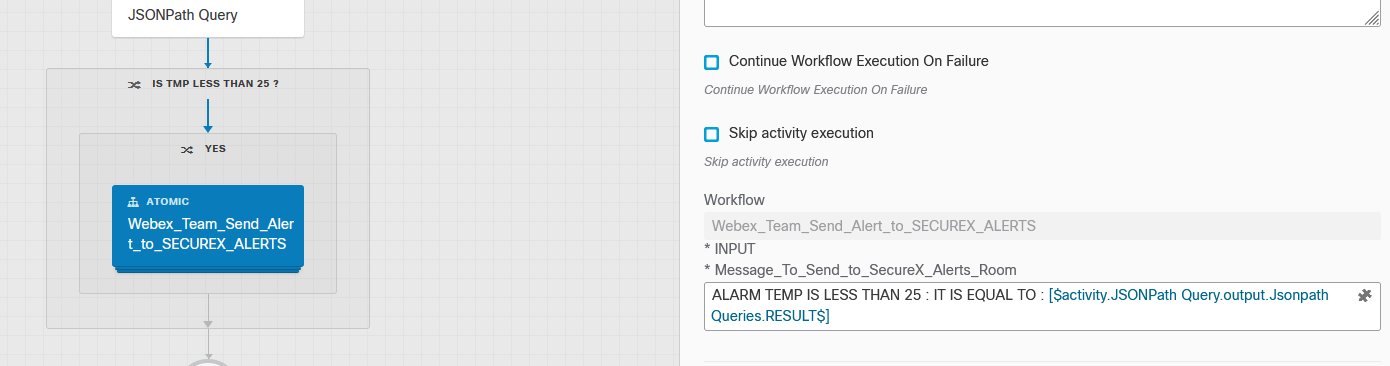 JSONPath Query
IS TMP LESS THAN 25 ?
YES
ATOMIC
Webex_Team_Send_Aler
t_to_SECUREX_ALERTS
Continue Workflow Execution On Failure
Continue Workflow Execution On Failure
Skip activity execution
Skip activity execution
Workflow
Webex_Team_Send_Alert_to_SECUREX_ALERTS
* INPUT
* Message_To_Send_to_SecureX_Alerts_Room
ALARM TEMP IS LESS THAN 25 : IT IS EQUAL TO : [$activity.JSONPath Query.output.Jsonpath
Queries.RESULT$]